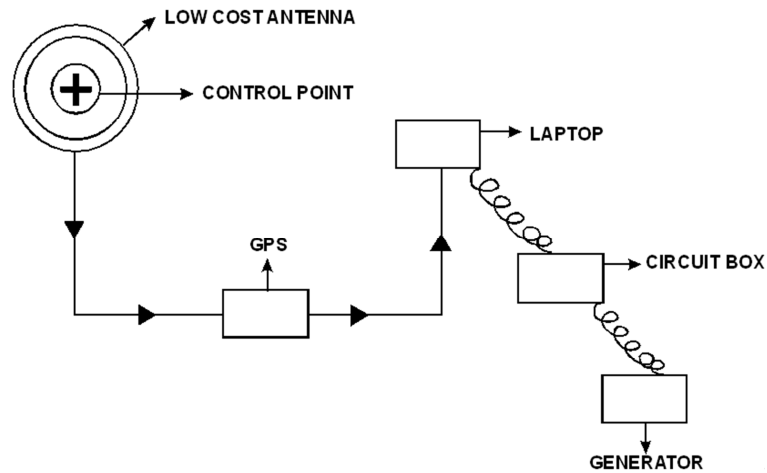 LOW COST ANTENNA
CONTROL POINT
LAPTOP
GPS
CIRCUIT BOX
GENERATOR